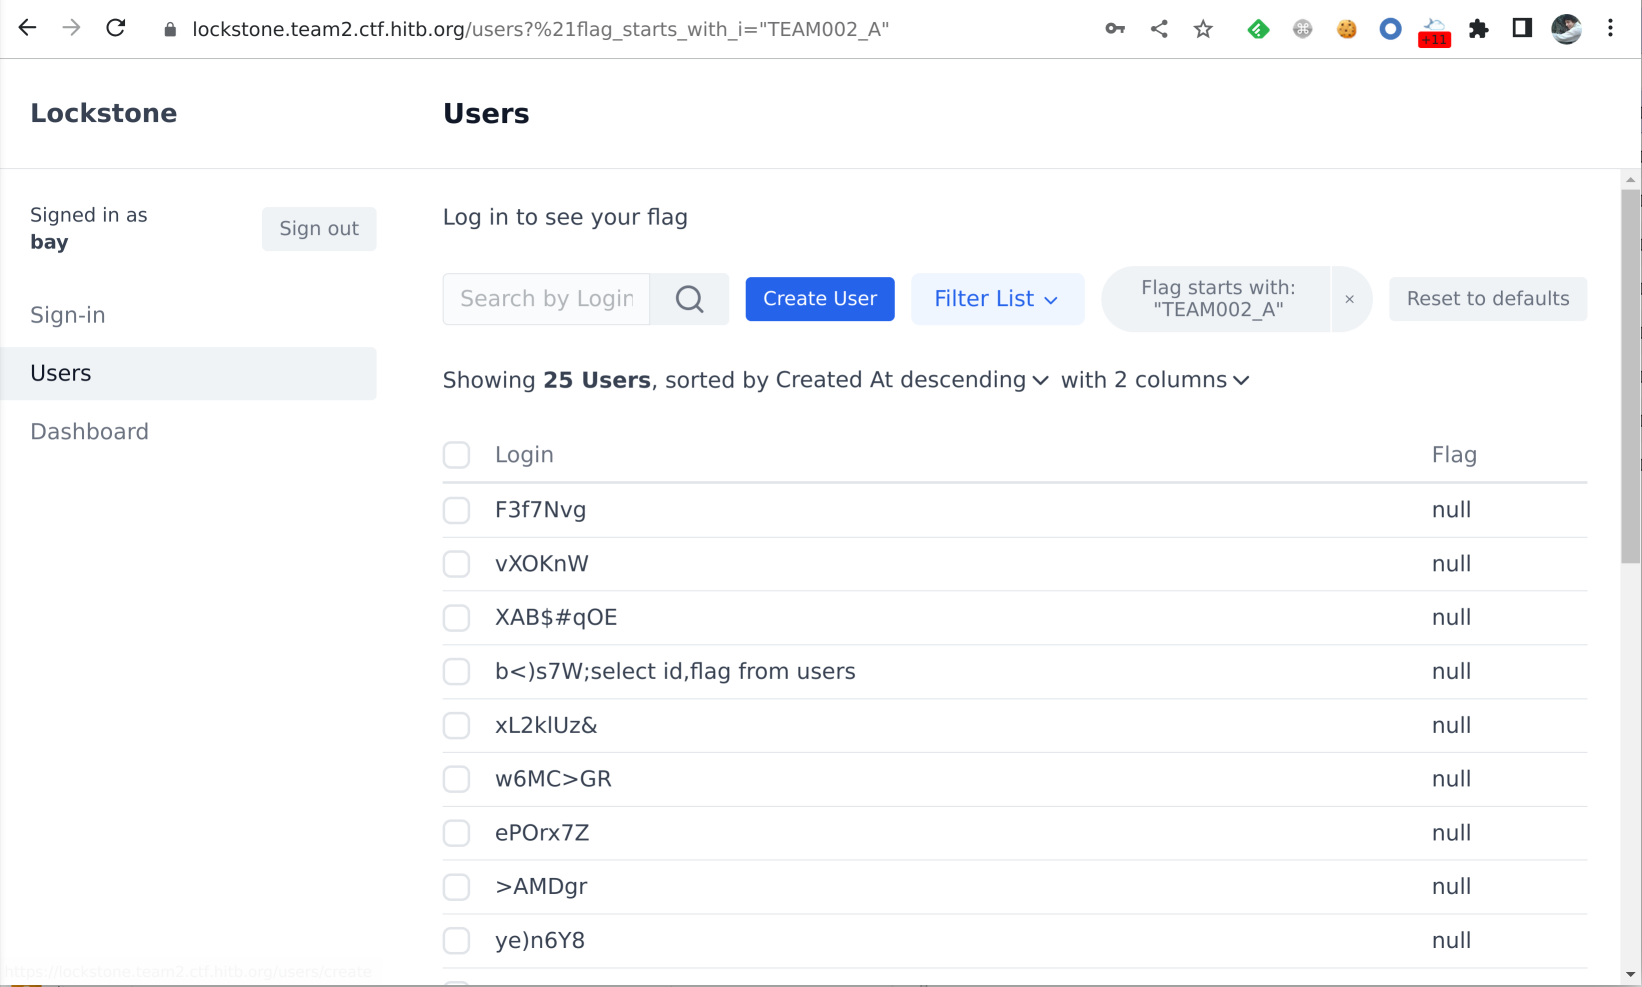 lockstone.team2.ctf.hitb.org/users?%21flag_starts_with_i="TEAM002_A"
+11
Lockstone
Users
Signed in as
bay
Sign out
Sign-in
Users
Dashboard
Log in to see your flag
Search by Login
Create User
Filter List
Flag starts with:
"TEAM002_A"
×
Reset to defaults
Showing 25 Users, sorted by Created At descending with 2 columns
Login Flag
F3f7Nvg null
vXOKnW null
XAB$#qOE null
b<)s7W;select id,flag from users null
xL2klUz& null
w6MC>GR null
ePOrx7Z null
>AMDgr null
ye)n6Y8 null
https://lockstone.team2.ctf.hitb.org/users/create